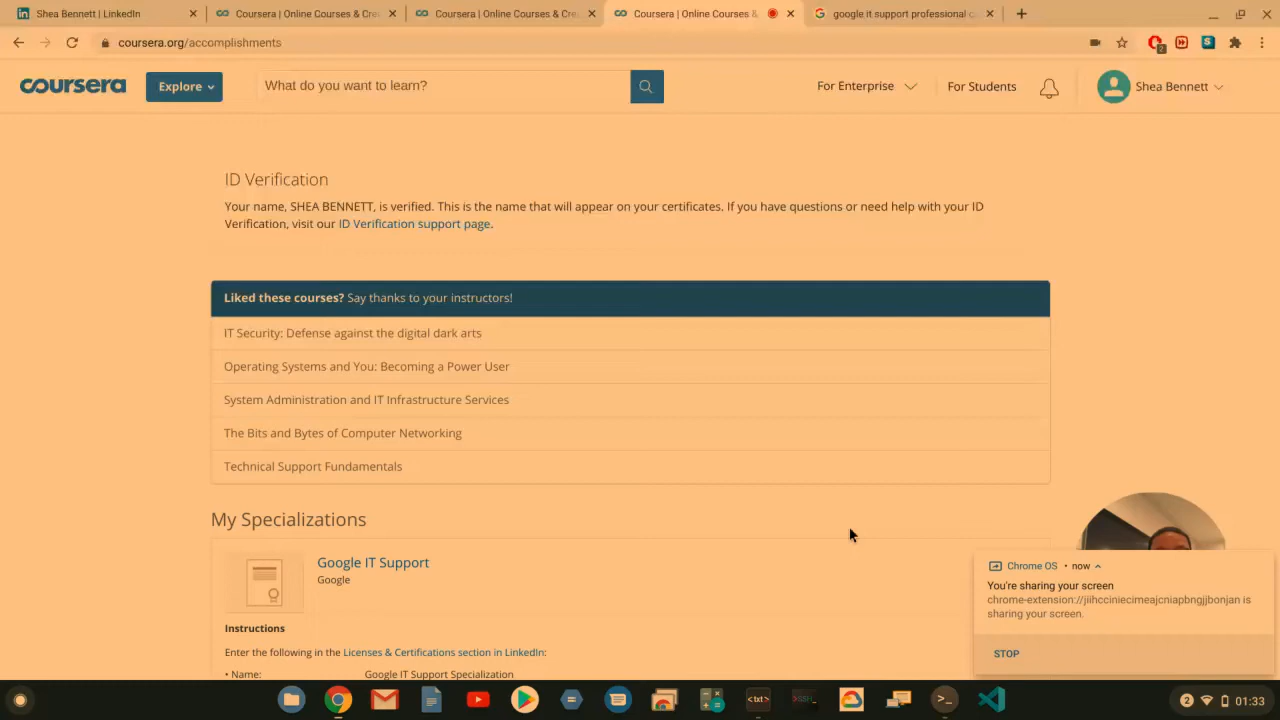 Shea Bennett | LinkedIn
Coursera | Online Courses & Cre
Coursera | Online Courses & Cre
Coursera | Online Courses &
google it support professional c
coursera.org/accomplishments
2
coursera
Explore
What do you want to learn?
For Enterprise
For Students
Shea Bennett
ID Verification
Your name, SHEA BENNETT, is verified. This is the name that will appear on your certificates. If you have questions or need help with your ID
Verification, visit our ID Verification support page.
Liked these courses? Say thanks to your instructors!
IT Security: Defense against the digital dark arts
Operating Systems and You: Becoming a Power User
System Administration and IT Infrastructure Services
The Bits and Bytes of Computer Networking
Technical Support Fundamentals
My Specializations
Google IT Support
Google
Instructions
Enter the following in the Licenses & Certifications section in LinkedIn:
• Name: Google IT Support Specialization
Chrome OS • now
You're sharing your screen
chrome-extension://jiihcciniecimeajcniapbngjjbonjan is
sharing your screen.
STOP
<txt>
SSH
>_
2
01:33